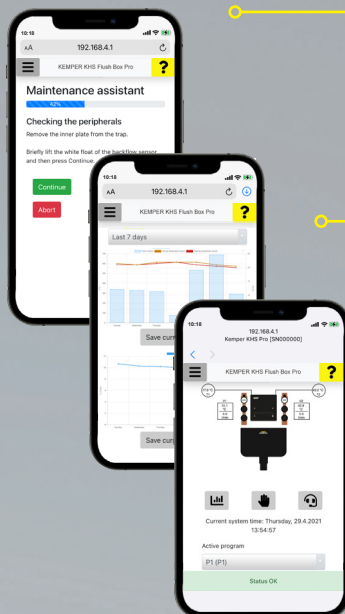 10:18
AA 192.168.4.1
KEMPER KHS Flush Box Pro ?
Maintenance assistant
42%
Checking the peripherals
Remove the inner plate from the trap.
Briefly lift the white float of the backflow sensor
and then press Continue.
Continue
Abort
10:18
AA 192.168.4.1
KEMPER KHS Flush Box Pro ?
Last 7 days
Save curr
Save curr
10:18
192.168.4.1
Kemper KHS Pro [SN000000]
KEMPER KHS Flush Box Pro ?
Current system time: Thursday, 29.4.2021
13:54:57
Active program
P1 (P1)
Status OK